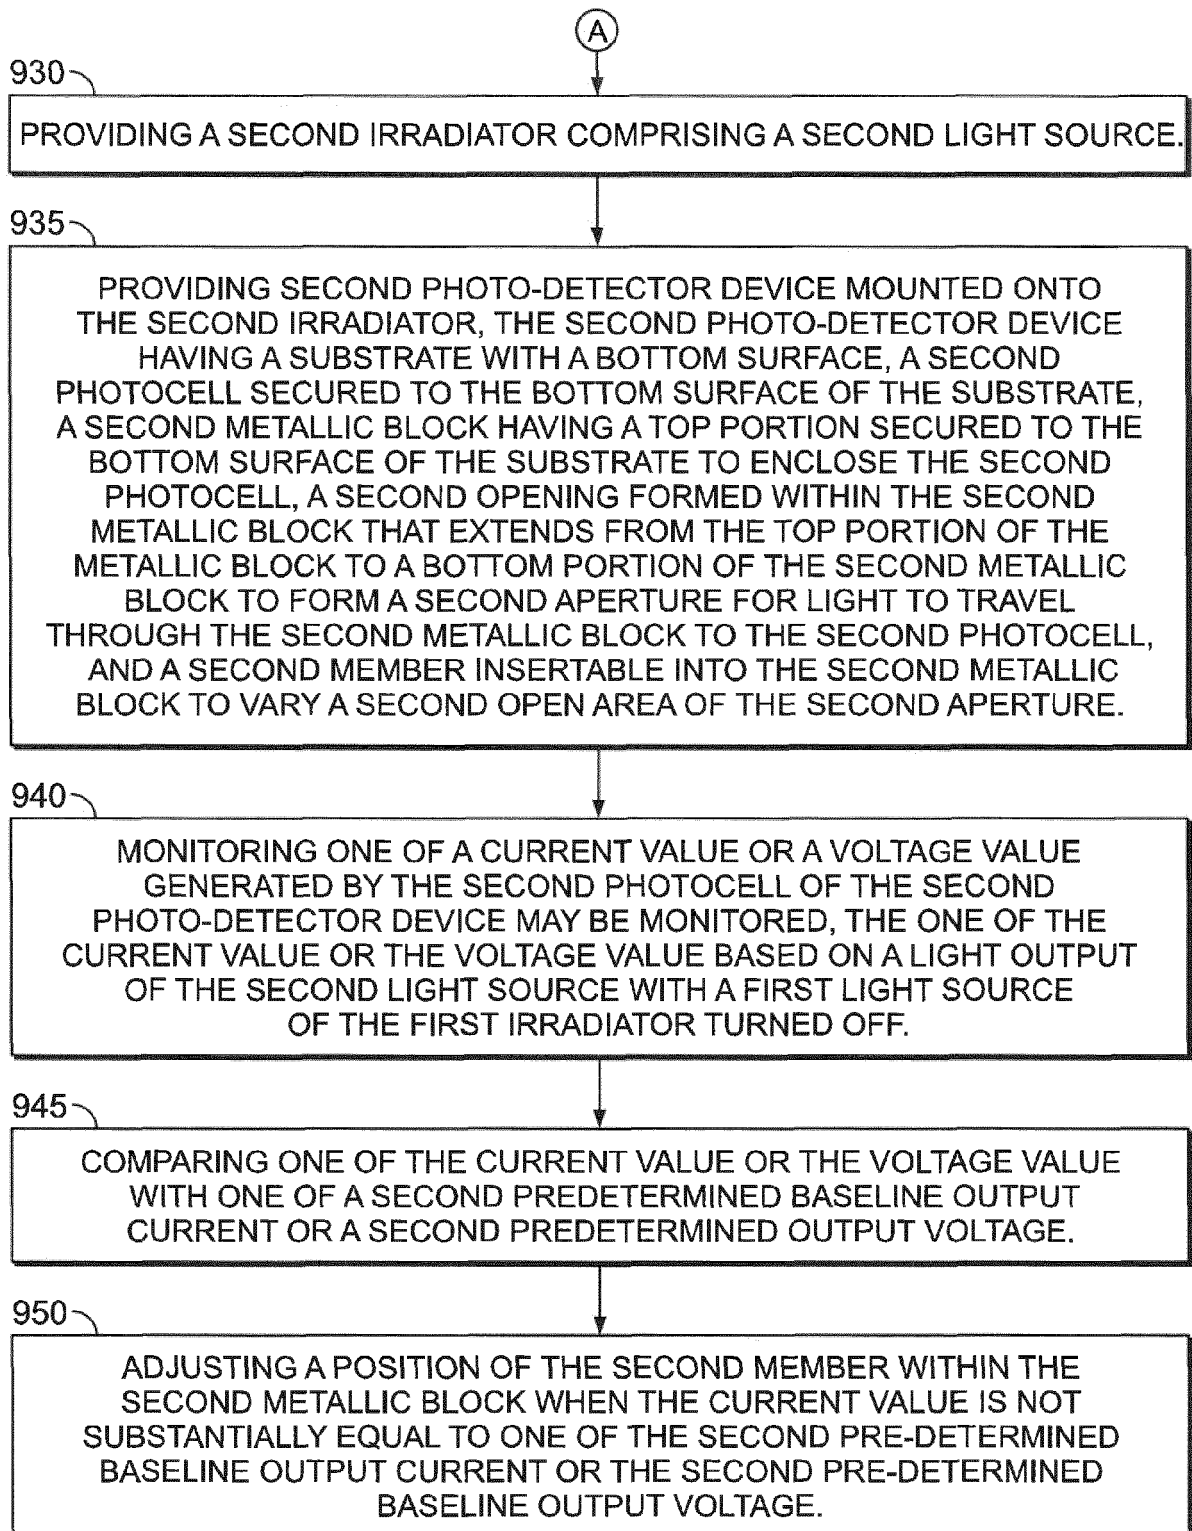 A
930
PROVIDING A SECOND IRRADIATOR COMPRISING A SECOND LIGHT SOURCE.
935
PROVIDING SECOND PHOTO-DETECTOR DEVICE MOUNTED ONTO
THE SECOND IRRADIATOR, THE SECOND PHOTO-DETECTOR DEVICE
HAVING A SUBSTRATE WITH A BOTTOM SURFACE, A SECOND
PHOTOCELL SECURED TO THE BOTTOM SURFACE OF THE SUBSTRATE,
A SECOND METALLIC BLOCK HAVING A TOP PORTION SECURED TO THE
BOTTOM SURFACE OF THE SUBSTRATE TO ENCLOSE THE SECOND
PHOTOCELL, A SECOND OPENING FORMED WITHIN THE SECOND
METALLIC BLOCK THAT EXTENDS FROM THE TOP PORTION OF THE
METALLIC BLOCK TO A BOTTOM PORTION OF THE SECOND METALLIC
BLOCK TO FORM A SECOND APERTURE FOR LIGHT TO TRAVEL
THROUGH THE SECOND METALLIC BLOCK TO THE SECOND PHOTOCELL,
AND A SECOND MEMBER INSERTABLE INTO THE SECOND METALLIC
BLOCK TO VARY A SECOND OPEN AREA OF THE SECOND APERTURE.
940
MONITORING ONE OF A CURRENT VALUE OR A VOLTAGE VALUE
GENERATED BY THE SECOND PHOTOCELL OF THE SECOND
PHOTO-DETECTOR DEVICE MAY BE MONITORED, THE ONE OF THE
CURRENT VALUE OR THE VOLTAGE VALUE BASED ON A LIGHT OUTPUT
OF THE SECOND LIGHT SOURCE WITH A FIRST LIGHT SOURCE
OF THE FIRST IRRADIATOR TURNED OFF.
945
COMPARING ONE OF THE CURRENT VALUE OR THE VOLTAGE VALUE
WITH ONE OF A SECOND PREDETERMINED BASELINE OUTPUT
CURRENT OR A SECOND PREDETERMINED OUTPUT VOLTAGE.
950
ADJUSTING A POSITION OF THE SECOND MEMBER WITHIN THE
SECOND METALLIC BLOCK WHEN THE CURRENT VALUE IS NOT
SUBSTANTIALLY EQUAL TO ONE OF THE SECOND PRE-DETERMINED
BASELINE OUTPUT CURRENT OR THE SECOND PRE-DETERMINED
BASELINE OUTPUT VOLTAGE.